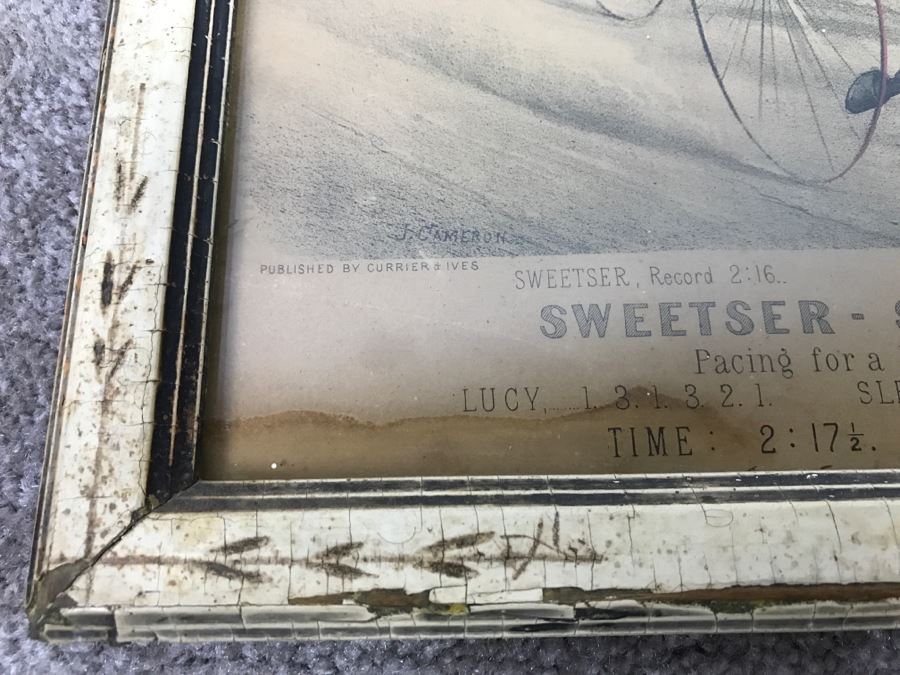 J. CAMERON
PUBLISHED BY CURRIER & IVES
SWEETSER, Record 2:16..
SWEETSER -
Pacing for a
LUCY,...... 1. 3. 1. 3. 2. 1. SLE
TIME: 2:17½.